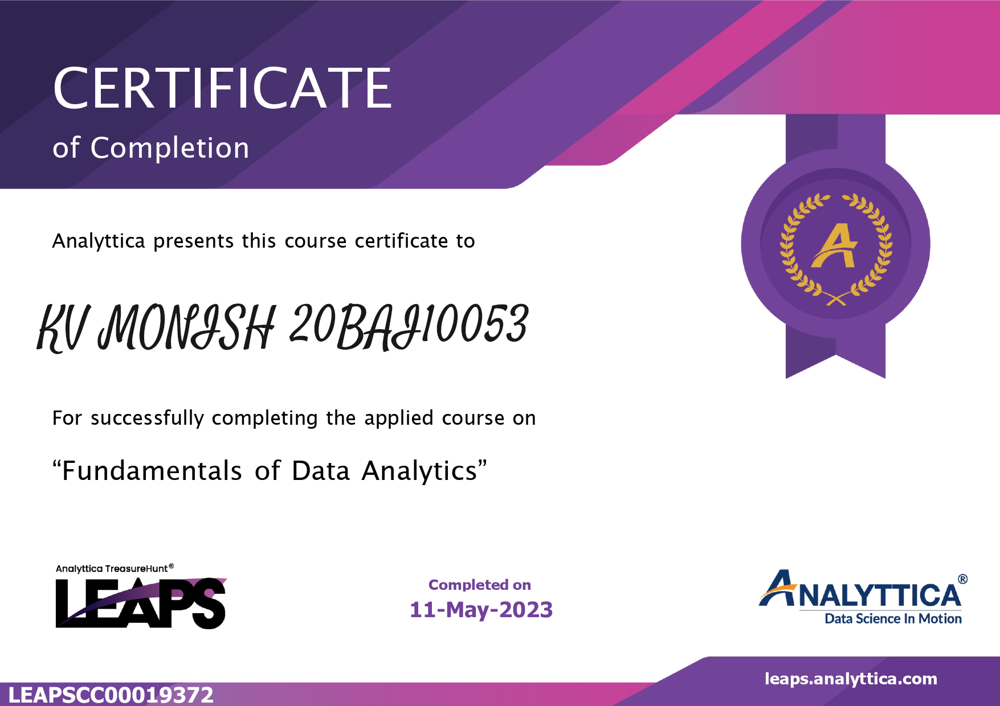 CERTIFICATE
of Completion
Analyttica presents this course certificate to
KV MONISH 20BAI10053
For successfully completing the applied course on
“Fundamentals of Data Analytics”
Analyttica TreasureHunt®
LEAPS
Completed on
11-May-2023
ANALYTTICA®
Data Science In Motion
leaps.analyttica.com
LEAPSCC00019372